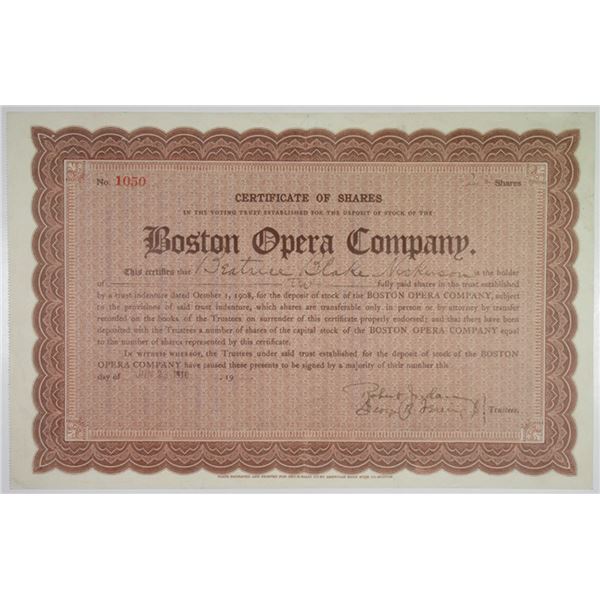 No. 1050 Shares
CERTIFICATE OF SHARES
IN THE VOTING TRUST ESTABLISHED FOR THE DEPOSIT OF STOCK OF THE
Boston Opera Company.
This certifies that Beatrice Blake Nickerson is the holder
of Two fully paid shares in the trust established
by a trust indenture dated October 1, 1908, for the deposit of stock of the BOSTON OPERA COMPANY, subject
to the provisions of said trust indenture, which shares are transferable only in person or by attorney by transfer
recorded on the books of the Trustees on surrender of this certificate properly endorsed; and that there have been
deposited with the Trustees a number of shares of the capital stock of the BOSTON OPERA COMPANY equal
to the number of shares represented by this certificate.
In witness whereof, the Trustees under said trust established for the deposit of the stock of the BOSTON
OPERA COMPANY have caused these presents to be signed by a majority of their number this
day of JUN 1910 , 19
Robert
George R.
Trustees.